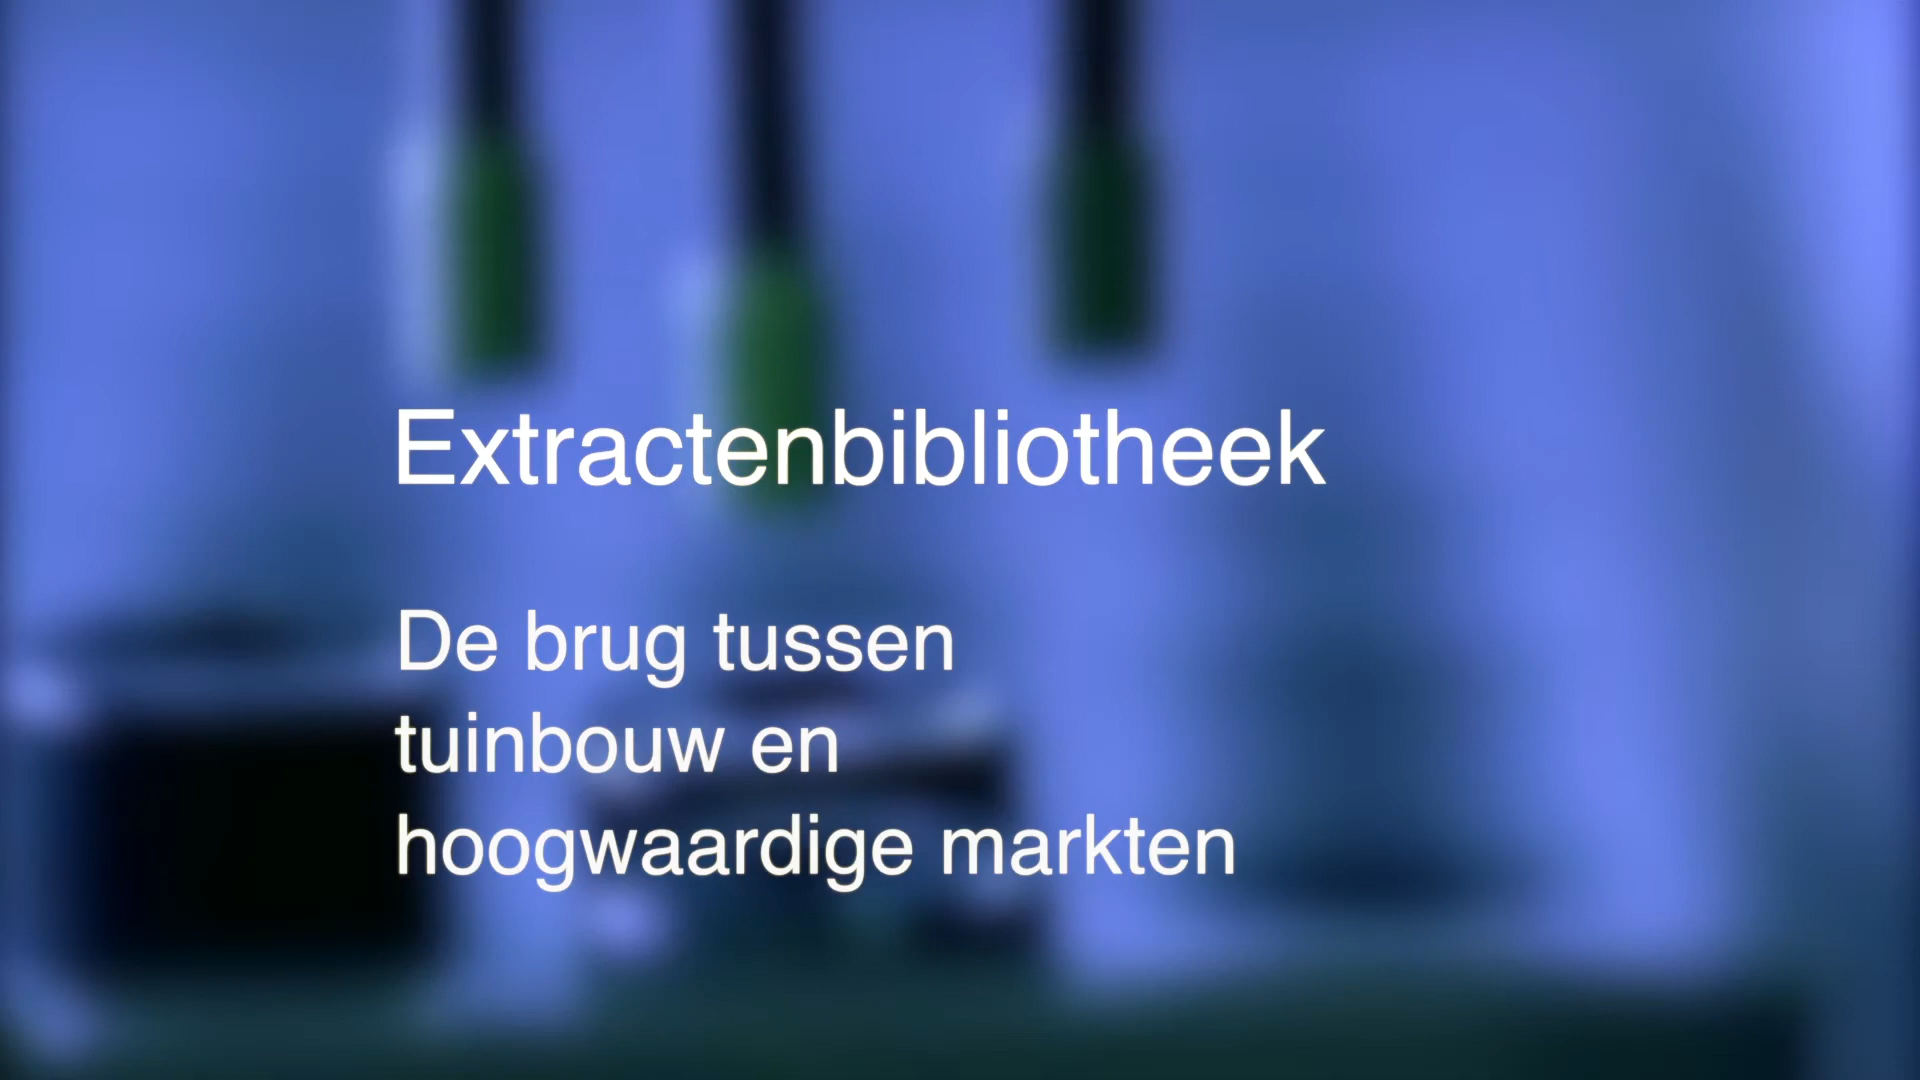 Extractenbibliotheek
De brug tussen
tuinbouw en
hoogwaardige markten